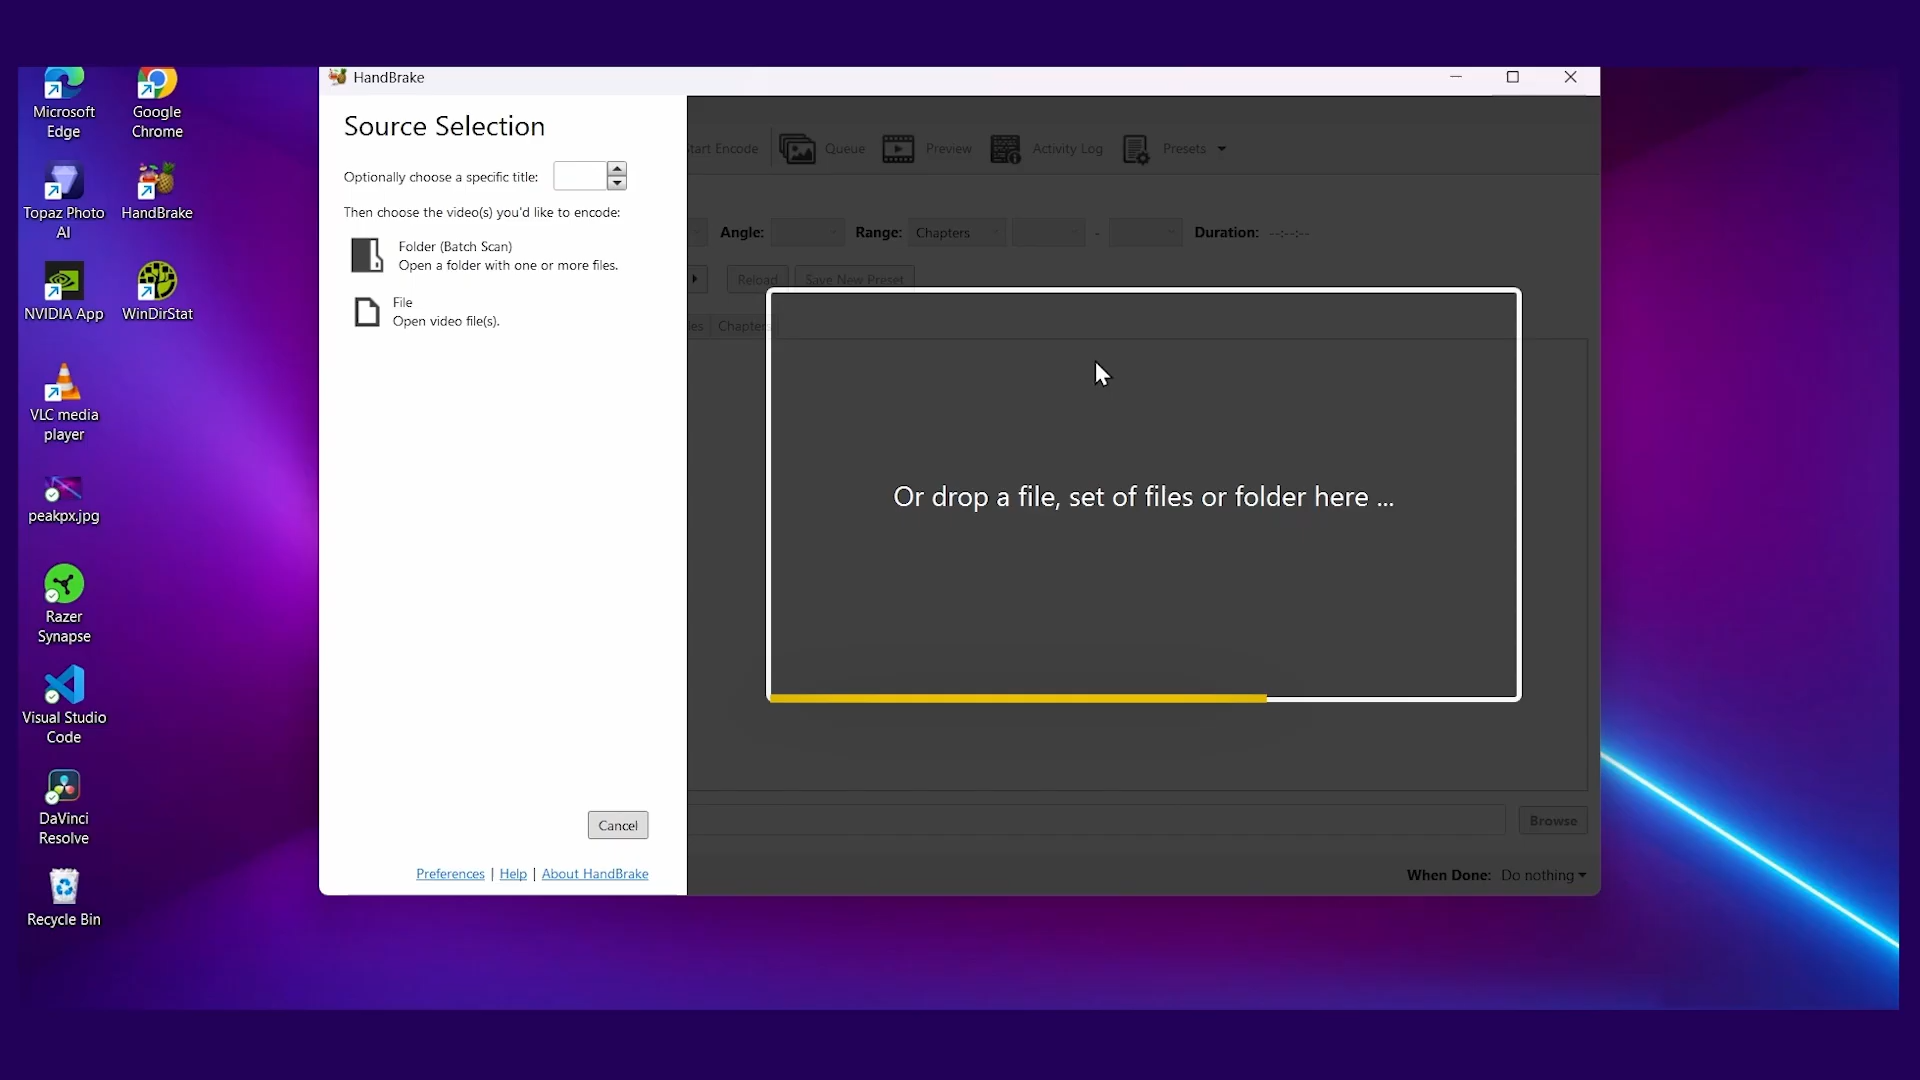 Microsoft
Edge
Google
Chrome
Topaz Photo
AI
HandBrake
NVIDIA App
WinDirStat
VLC media
player
peakpx.jpg
Razer
Synapse
Visual Studio
Code
DaVinci
Resolve
Recycle Bin
HandBrake
Source Selection
Optionally choose a specific title:
Then choose the video(s) you'd like to encode:
Folder (Batch Scan)
Open a folder with one or more files.
File
Open video file(s).
Cancel
Preferences | Help | About HandBrake
tart Encode Queue Preview Activity Log Presets
Angle: Range: Chapters - Duration: --:--:--
Reload Save New Preset
es Chapters
Or drop a file, set of files or folder here ...
Browse
When Done: Do nothing